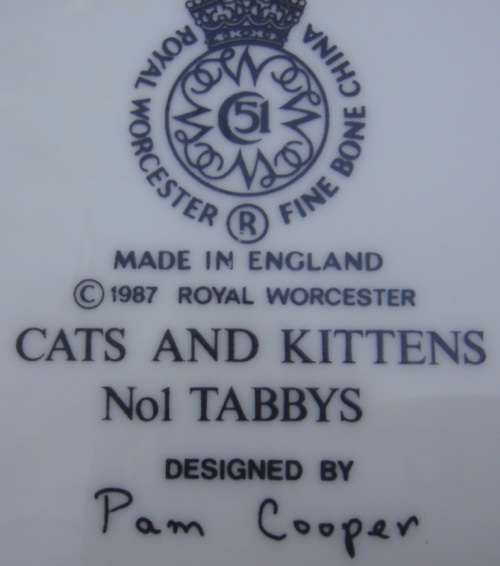 ROYAL WORCESTER
FINE BONE CHINA
51
®
MADE IN ENGLAND
© 1987 ROYAL WORCESTER
CATS AND KITTENS
No1 TABBYS
DESIGNED BY
Pam Cooper